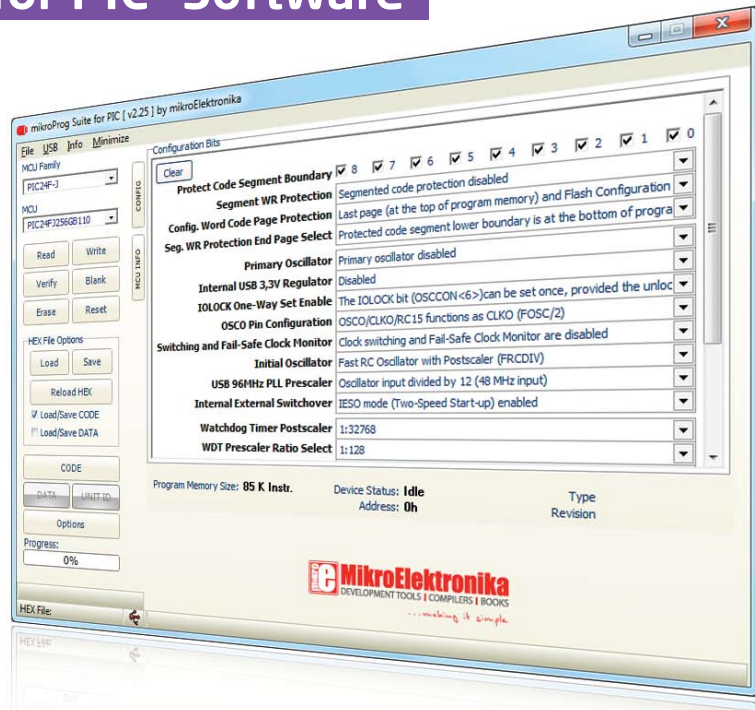 for PIC® Software
mikroProg Suite for PIC [ v2.25 ] by mikroElektronika
File USB Info Minimize
MCU Family
PIC24F-J
MCU
PIC24FJ256GB110
Read Write
Verify Blank
Erase Reset
HEX File Options
Load Save
Reload HEX
Load/Save CODE
Load/Save DATA
CODE
DATA UNIT ID
Options
Progress:
0%
HEX File:
CONFIG
MCU INFO
Configuration Bits
Clear
Protect Code Segment Boundary 8 7 6 5 4 3 2 1 0
Segment WR Protection Segmented code protection disabled
Config. Word Code Page Protection Last page (at the top of program memory) and Flash Configuration
Seg. WR Protection End Page Select Protected code segment lower boundary is at the bottom of progra
Primary Oscillator Primary oscillator disabled
Internal USB 3,3V Regulator Disabled
IOLOCK One-Way Set Enable The IOLOCK bit (OSCCON<6>)can be set once, provided the unloc
OSCO Pin Configuration OSCO/CLKO/RC15 functions as CLKO (FOSC/2)
Switching and Fail-Safe Clock Monitor Clock switching and Fail-Safe Clock Monitor are disabled
Initial Oscillator Fast RC Oscillator with Postscaler (FRCDIV)
USB 96MHz PLL Prescaler Oscillator input divided by 12 (48 MHz input)
Internal External Switchover IESO mode (Two-Speed Start-up) enabled
Watchdog Timer Postscaler 1:32768
WDT Prescaler Ratio Select 1:128
Program Memory Size: 85 K Instr. Device Status: Idle Type
Address: 0h Revision
MikroElektronika
DEVELOPMENT TOOLS | COMPILERS | BOOKS
...making it simple
HEX File: